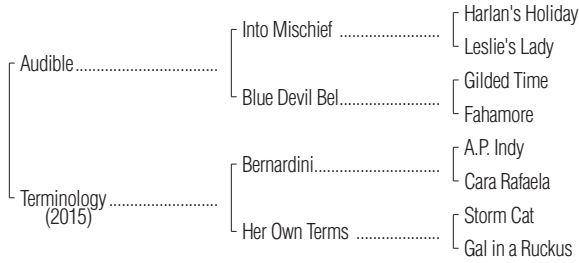 Harlan's Holiday
Into Mischief
Leslie's Lady
Audible
Gilded Time
Blue Devil Bel
Fahamore
A.P. Indy
Bernardini
Cara Rafaela
Terminology
(2015)
Storm Cat
Her Own Terms
Gal in a Ruckus